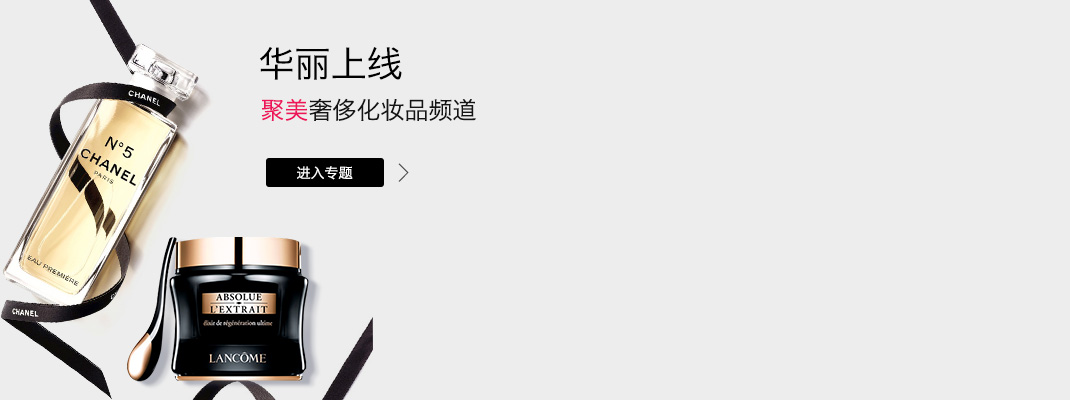 华丽上线
聚美奢侈化妆品频道
进入专题
CHANEL
N°5
CHANEL
PARIS
EAU PREMIÈRE
CHANEL
ABSOLUE
L'EXTRAIT
élixir de régénération ultime
LANCÔME